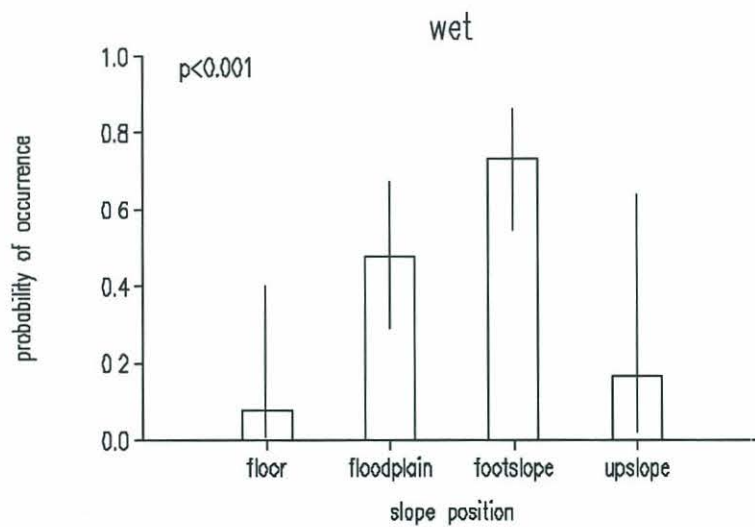 wet
p<0.001
1.0
0.8
0.6
0.4
0.2
0.0
probability of occurrence
floor
floodplain
footslope
upslope
slope position